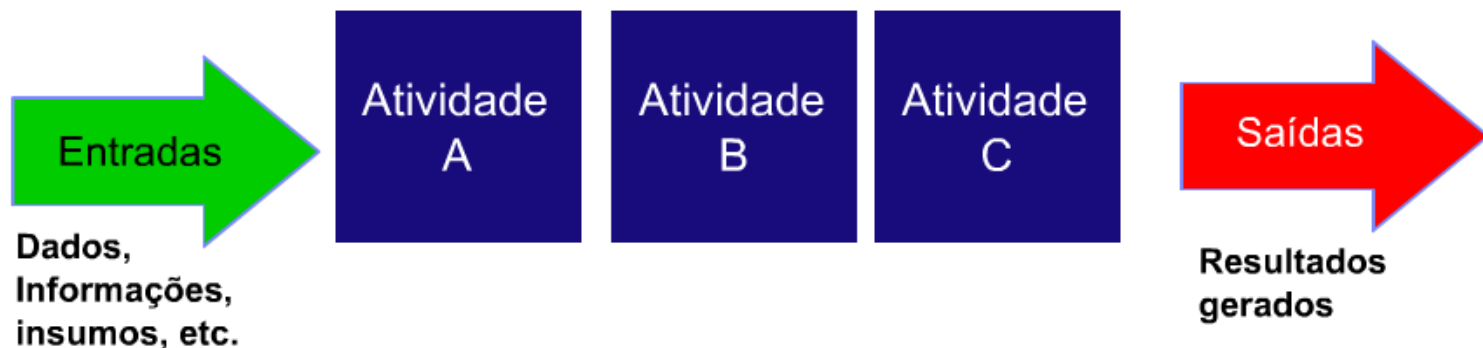 Entradas
Dados,
Informações,
insumos, etc.
Atividade
A
Atividade
B
Atividade
C
Saídas
Resultados
gerados